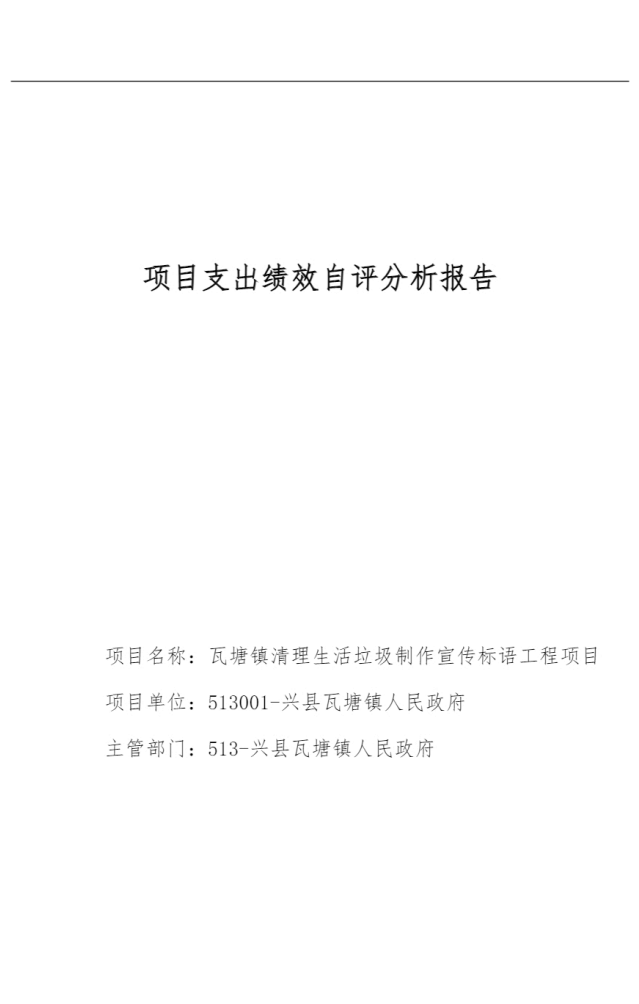 项目支出绩效自评分析报告
项目名称：瓦塘镇清理生活垃圾制作宣传标语工程项目
项目单位：513001-兴县瓦塘镇人民政府
主管部门：513-兴县瓦塘镇人民政府